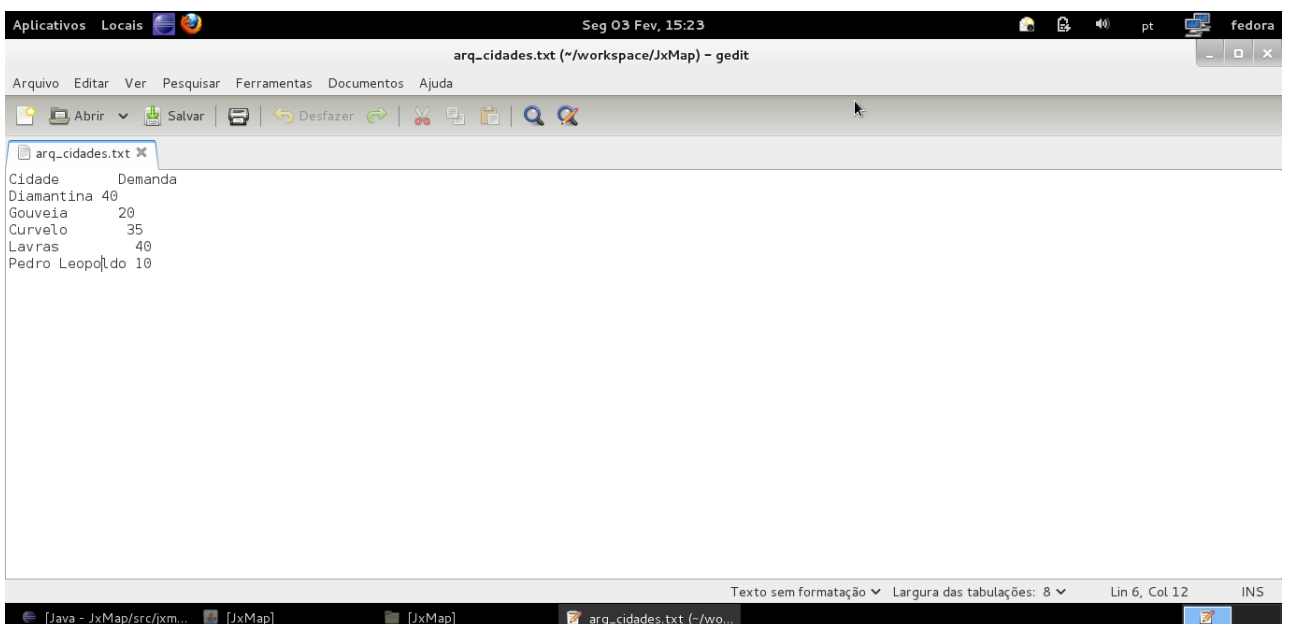 Aplicativos Locais Seg 03 Fev, 15:23 pt fedora
arq_cidades.txt (~/workspace/JxMap) – gedit
Arquivo Editar Ver Pesquisar Ferramentas Documentos Ajuda
Abrir Salvar Desfazer
arq_cidades.txt
Cidade Demanda
Diamantina 40
Gouveia 20
Curvelo 35
Lavras 40
Pedro Leopoldo 10
Texto sem formatação Largura das tabulações: 8 Lin 6, Col 12 INS
[Java - JxMap/src/jxm... [JxMap] [JxMap] arq_cidades.txt (~/wo...